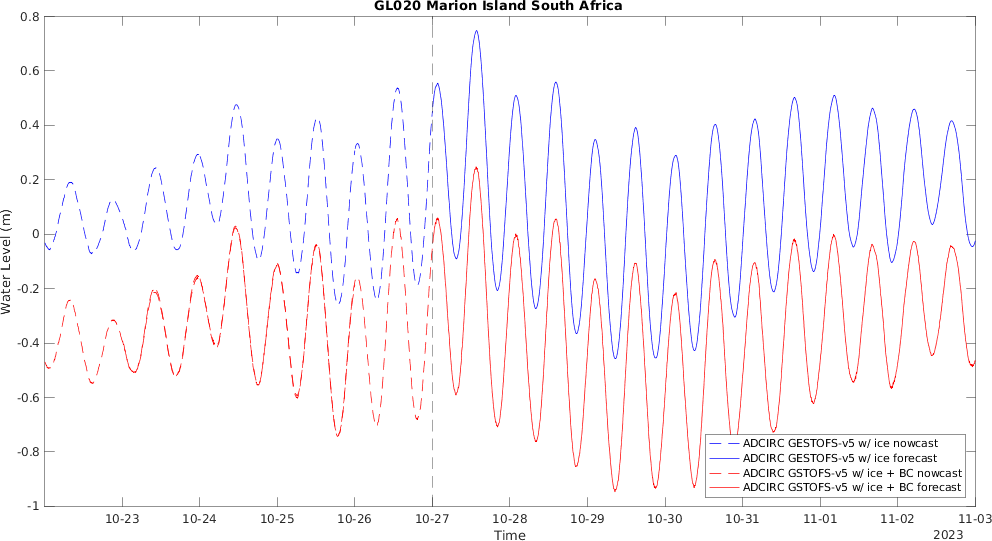 GL020 Marion Island South Africa
0.8
0.6
0.4
0.2
0
-0.2
-0.4
-0.6
-0.8
-1
Water Level (m)
ADCIRC GESTOFS-v5 w/ ice nowcast
ADCIRC GESTOFS-v5 w/ ice forecast
ADCIRC GSTOFS-v5 w/ ice + BC nowcast
ADCIRC GSTOFS-v5 w/ ice + BC forecast
10-23 10-24 10-25 10-26 10-27 10-28 10-29 10-30 10-31 11-01 11-02 11-03
Time
2023